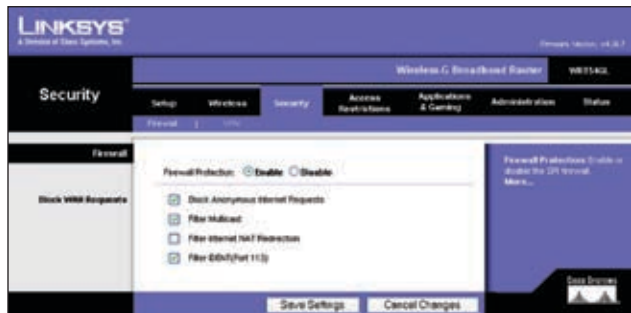 LINKSYS®
A Division of Cisco Systems, Inc.
Firmware Version: v4.30.7
Wireless-G Broadband Router WRT54GL
Security
Setup Wireless Security Access Restrictions Applications & Gaming Administration Status
Firewall | VPN
Firewall
Firewall Protection: Enable Disable
Block WAN Requests
Block Anonymous Internet Requests
Filter Multicast
Filter Internet NAT Redirection
Filter IDENT(Port 113)
Firewall Protection: Enable or disable the SPI firewall.
More...
Save Settings Cancel Changes
Cisco Systems